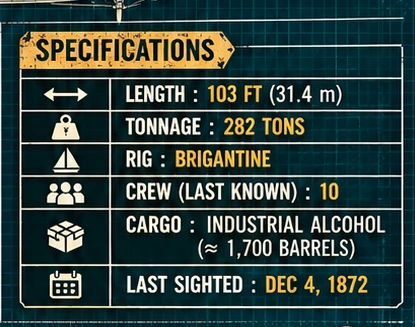 SPECIFICATIONS
LENGTH : 103 FT (31.4 m)
TONNAGE : 282 TONS
RIG : BRIGANTINE
CREW (LAST KNOWN) : 10
CARGO : INDUSTRIAL ALCOHOL
(≈ 1,700 BARRELS)
LAST SIGHTED : DEC 4, 1872